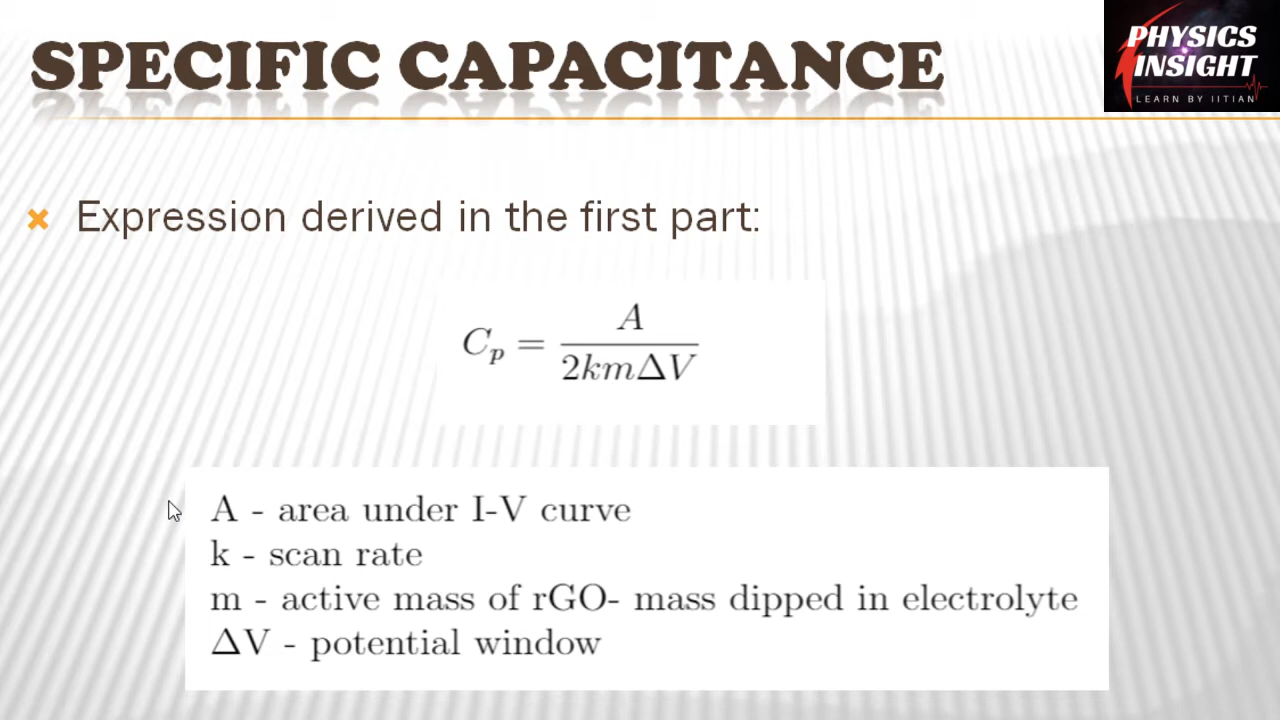 SPECIFIC CAPACITANCE
PHYSICS
INSIGHT
LEARN BY IITIAN
Expression derived in the first part:
C_p = A / 2kmΔV
A - area under I-V curve
k - scan rate
m - active mass of rGO- mass dipped in electrolyte
ΔV - potential window